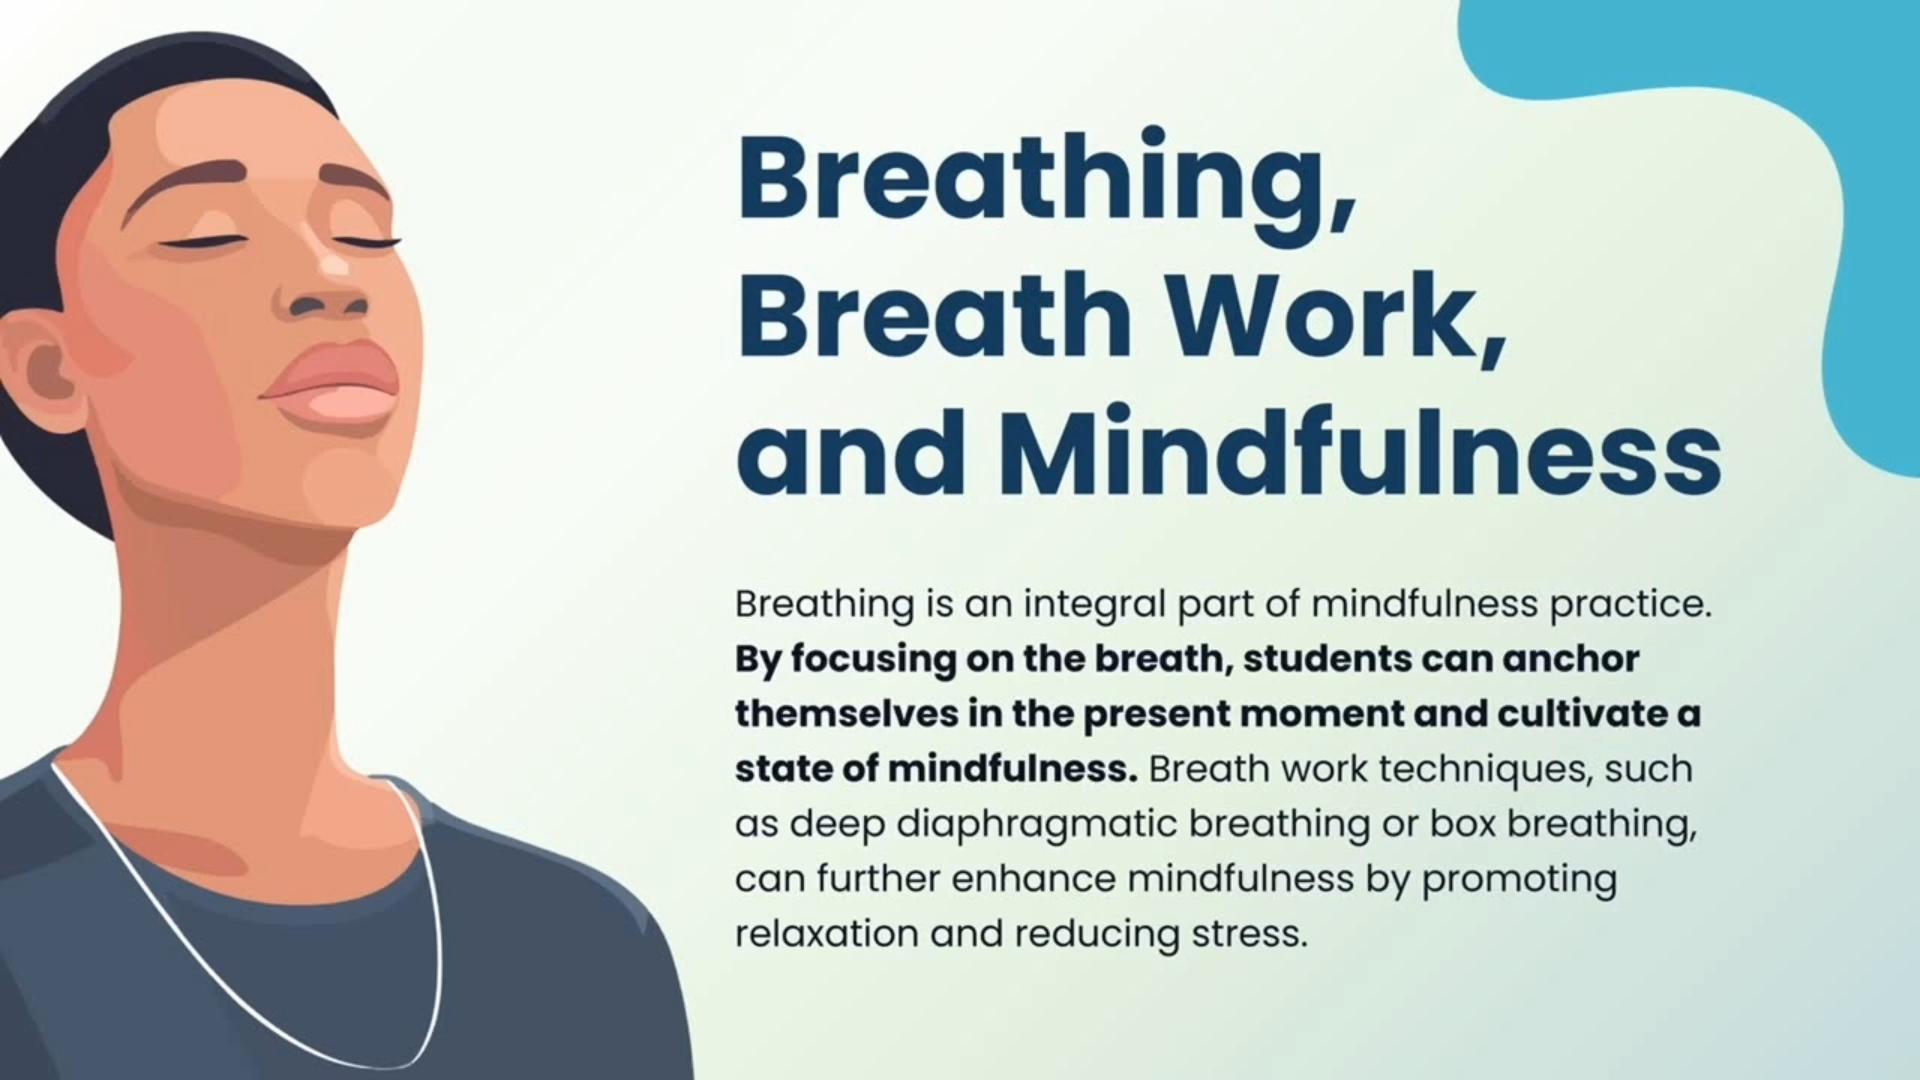 Breathing,
Breath Work,
and Mindfulness
Breathing is an integral part of mindfulness practice.
By focusing on the breath, students can anchor
themselves in the present moment and cultivate a
state of mindfulness. Breath work techniques, such
as deep diaphragmatic breathing or box breathing,
can further enhance mindfulness by promoting
relaxation and reducing stress.